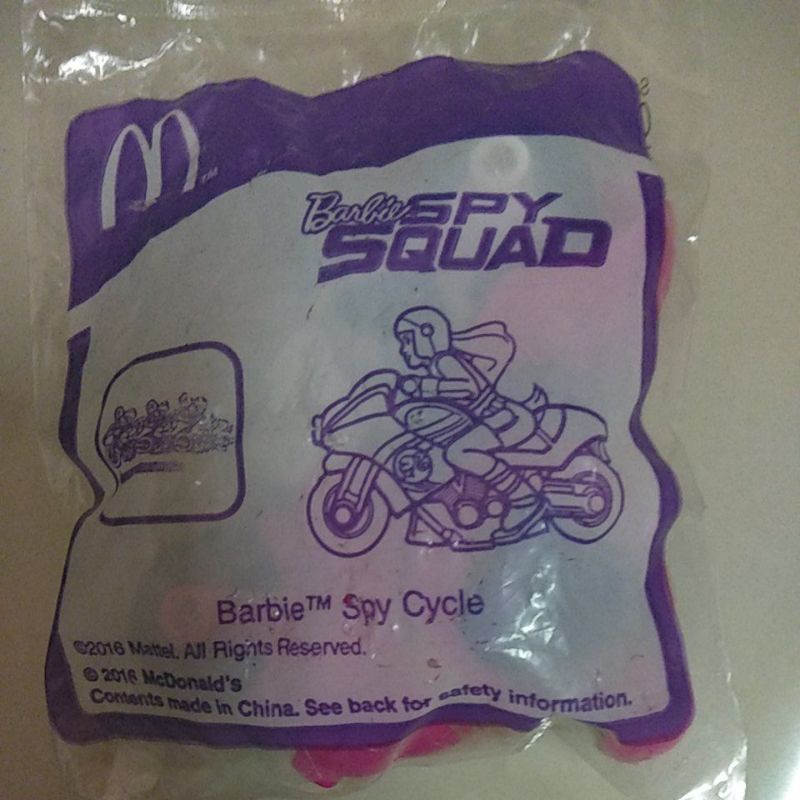 TM
Barbie SPY
SQUAD
Barbie™ Spy Cycle
©2016 Mattel. All Rights Reserved.
© 2016 McDonald's
Contents made in China. See back for safety information.